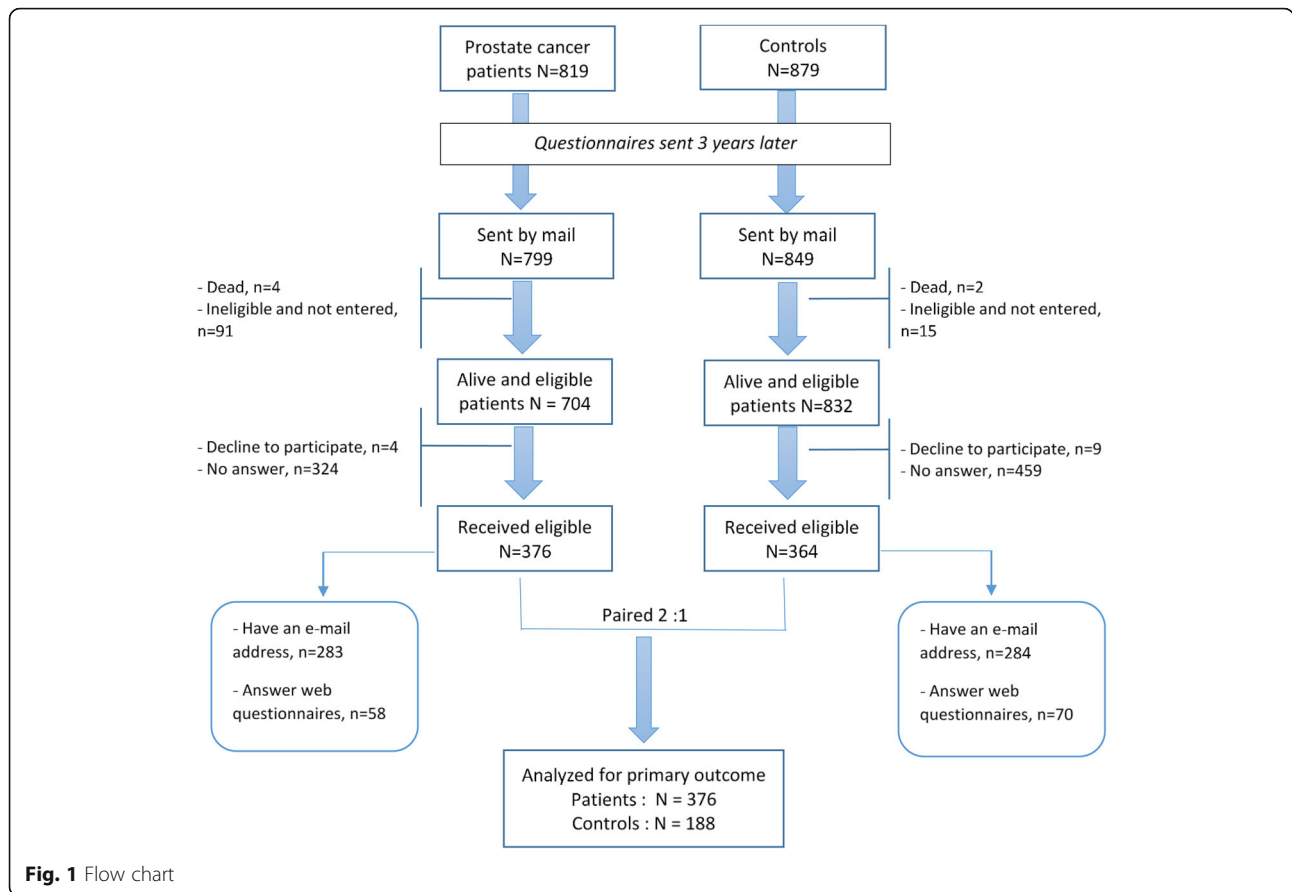 Prostate cancer
patients N=819
Controls
N=879
Questionnaires sent 3 years later
Sent by mail
N=799
Sent by mail
N=849
- Dead, n=4
- Ineligible and not entered,
n=91
- Dead, n=2
- Ineligible and not entered,
n=15
Alive and eligible
patients N = 704
Alive and eligible
patients N=832
- Decline to participate, n=4
- No answer, n=324
- Decline to participate, n=9
- No answer, n=459
Received eligible
N=376
Received eligible
N=364
Paired 2 :1
- Have an e-mail
address, n=283
- Answer web
questionnaires, n=58
- Have an e-mail
address, n=284
- Answer web
questionnaires, n=70
Analyzed for primary outcome
Patients : N = 376
Controls : N = 188
Fig. 1 Flow chart